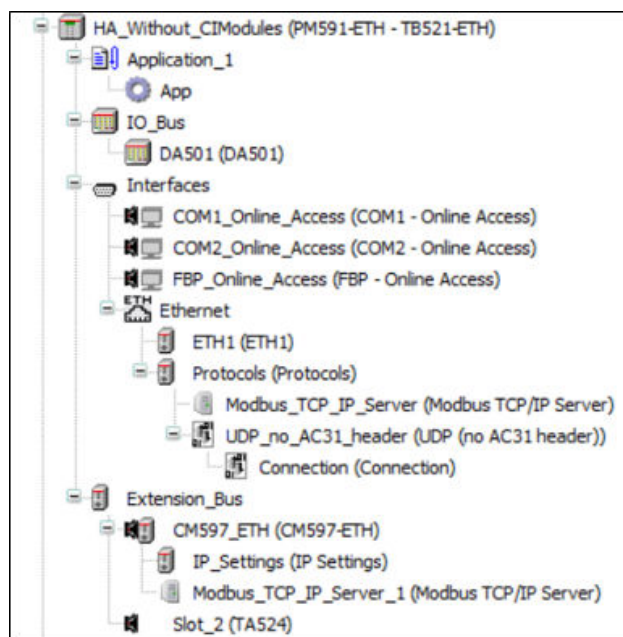 HA_Without_CIModules (PM591-ETH - TB521-ETH)
Application_1
App
IO_Bus
DA501 (DA501)
Interfaces
COM1_Online_Access (COM1 - Online Access)
COM2_Online_Access (COM2 - Online Access)
FBP_Online_Access (FBP - Online Access)
ETH Ethernet
ETH1 (ETH1)
Protocols (Protocols)
Modbus_TCP_IP_Server (Modbus TCP/IP Server)
UDP_no_AC31_header (UDP (no AC31 header))
Connection (Connection)
Extension_Bus
CM597_ETH (CM597-ETH)
IP_Settings (IP Settings)
Modbus_TCP_IP_Server_1 (Modbus TCP/IP Server)
Slot_2 (TA524)